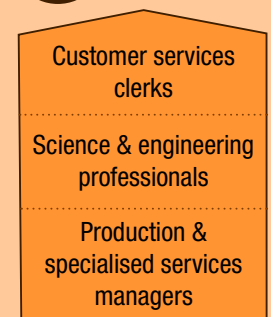 Customer services
clerks
Science & engineering
professionals
Production &
specialised services
managers